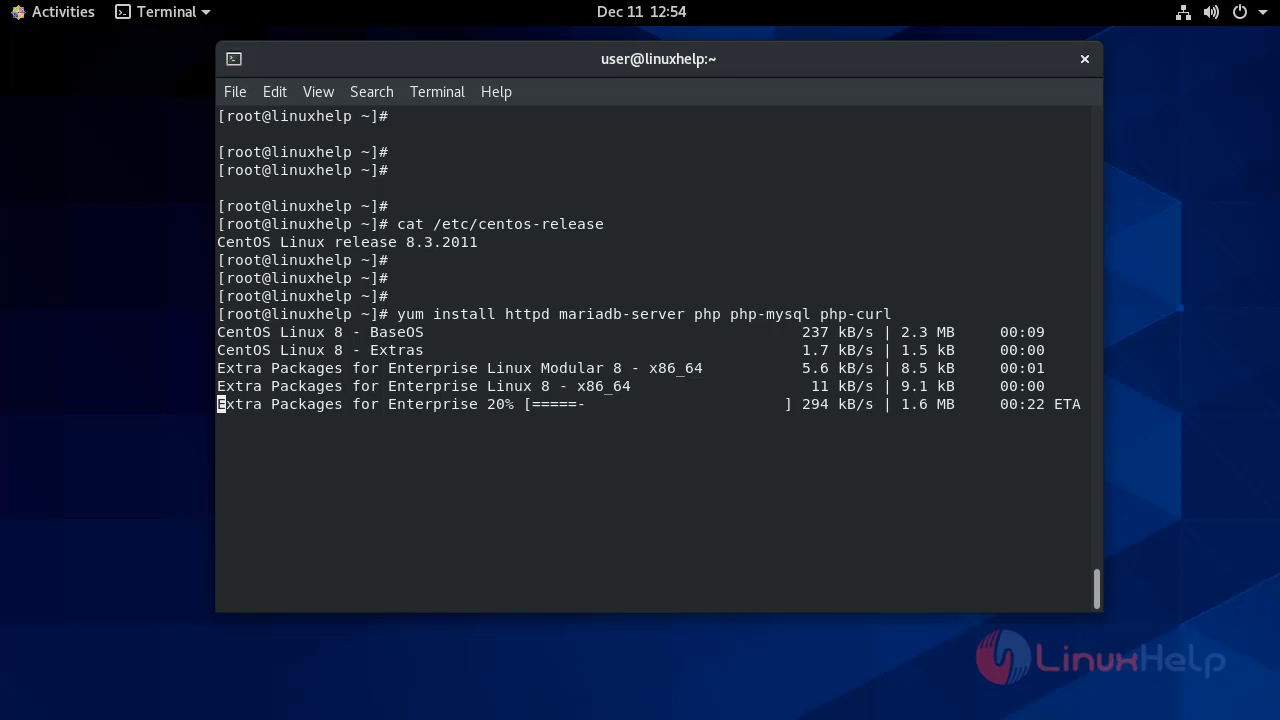 Activities Terminal Dec 11 12:54
user@linuxhelp:~
File Edit View Search Terminal Help
[root@linuxhelp ~]#
[root@linuxhelp ~]#
[root@linuxhelp ~]#
[root@linuxhelp ~]#
[root@linuxhelp ~]# cat /etc/centos-release
CentOS Linux release 8.3.2011
[root@linuxhelp ~]#
[root@linuxhelp ~]#
[root@linuxhelp ~]#
[root@linuxhelp ~]# yum install httpd mariadb-server php php-mysql php-curl
CentOS Linux 8 - BaseOS 237 kB/s | 2.3 MB 00:09
CentOS Linux 8 - Extras 1.7 kB/s | 1.5 kB 00:00
Extra Packages for Enterprise Linux Modular 8 - x86_64 5.6 kB/s | 8.5 kB 00:01
Extra Packages for Enterprise Linux 8 - x86_64 11 kB/s | 9.1 kB 00:00
Extra Packages for Enterprise 20% [=====- ] 294 kB/s | 1.6 MB 00:22 ETA
LinuxHelp